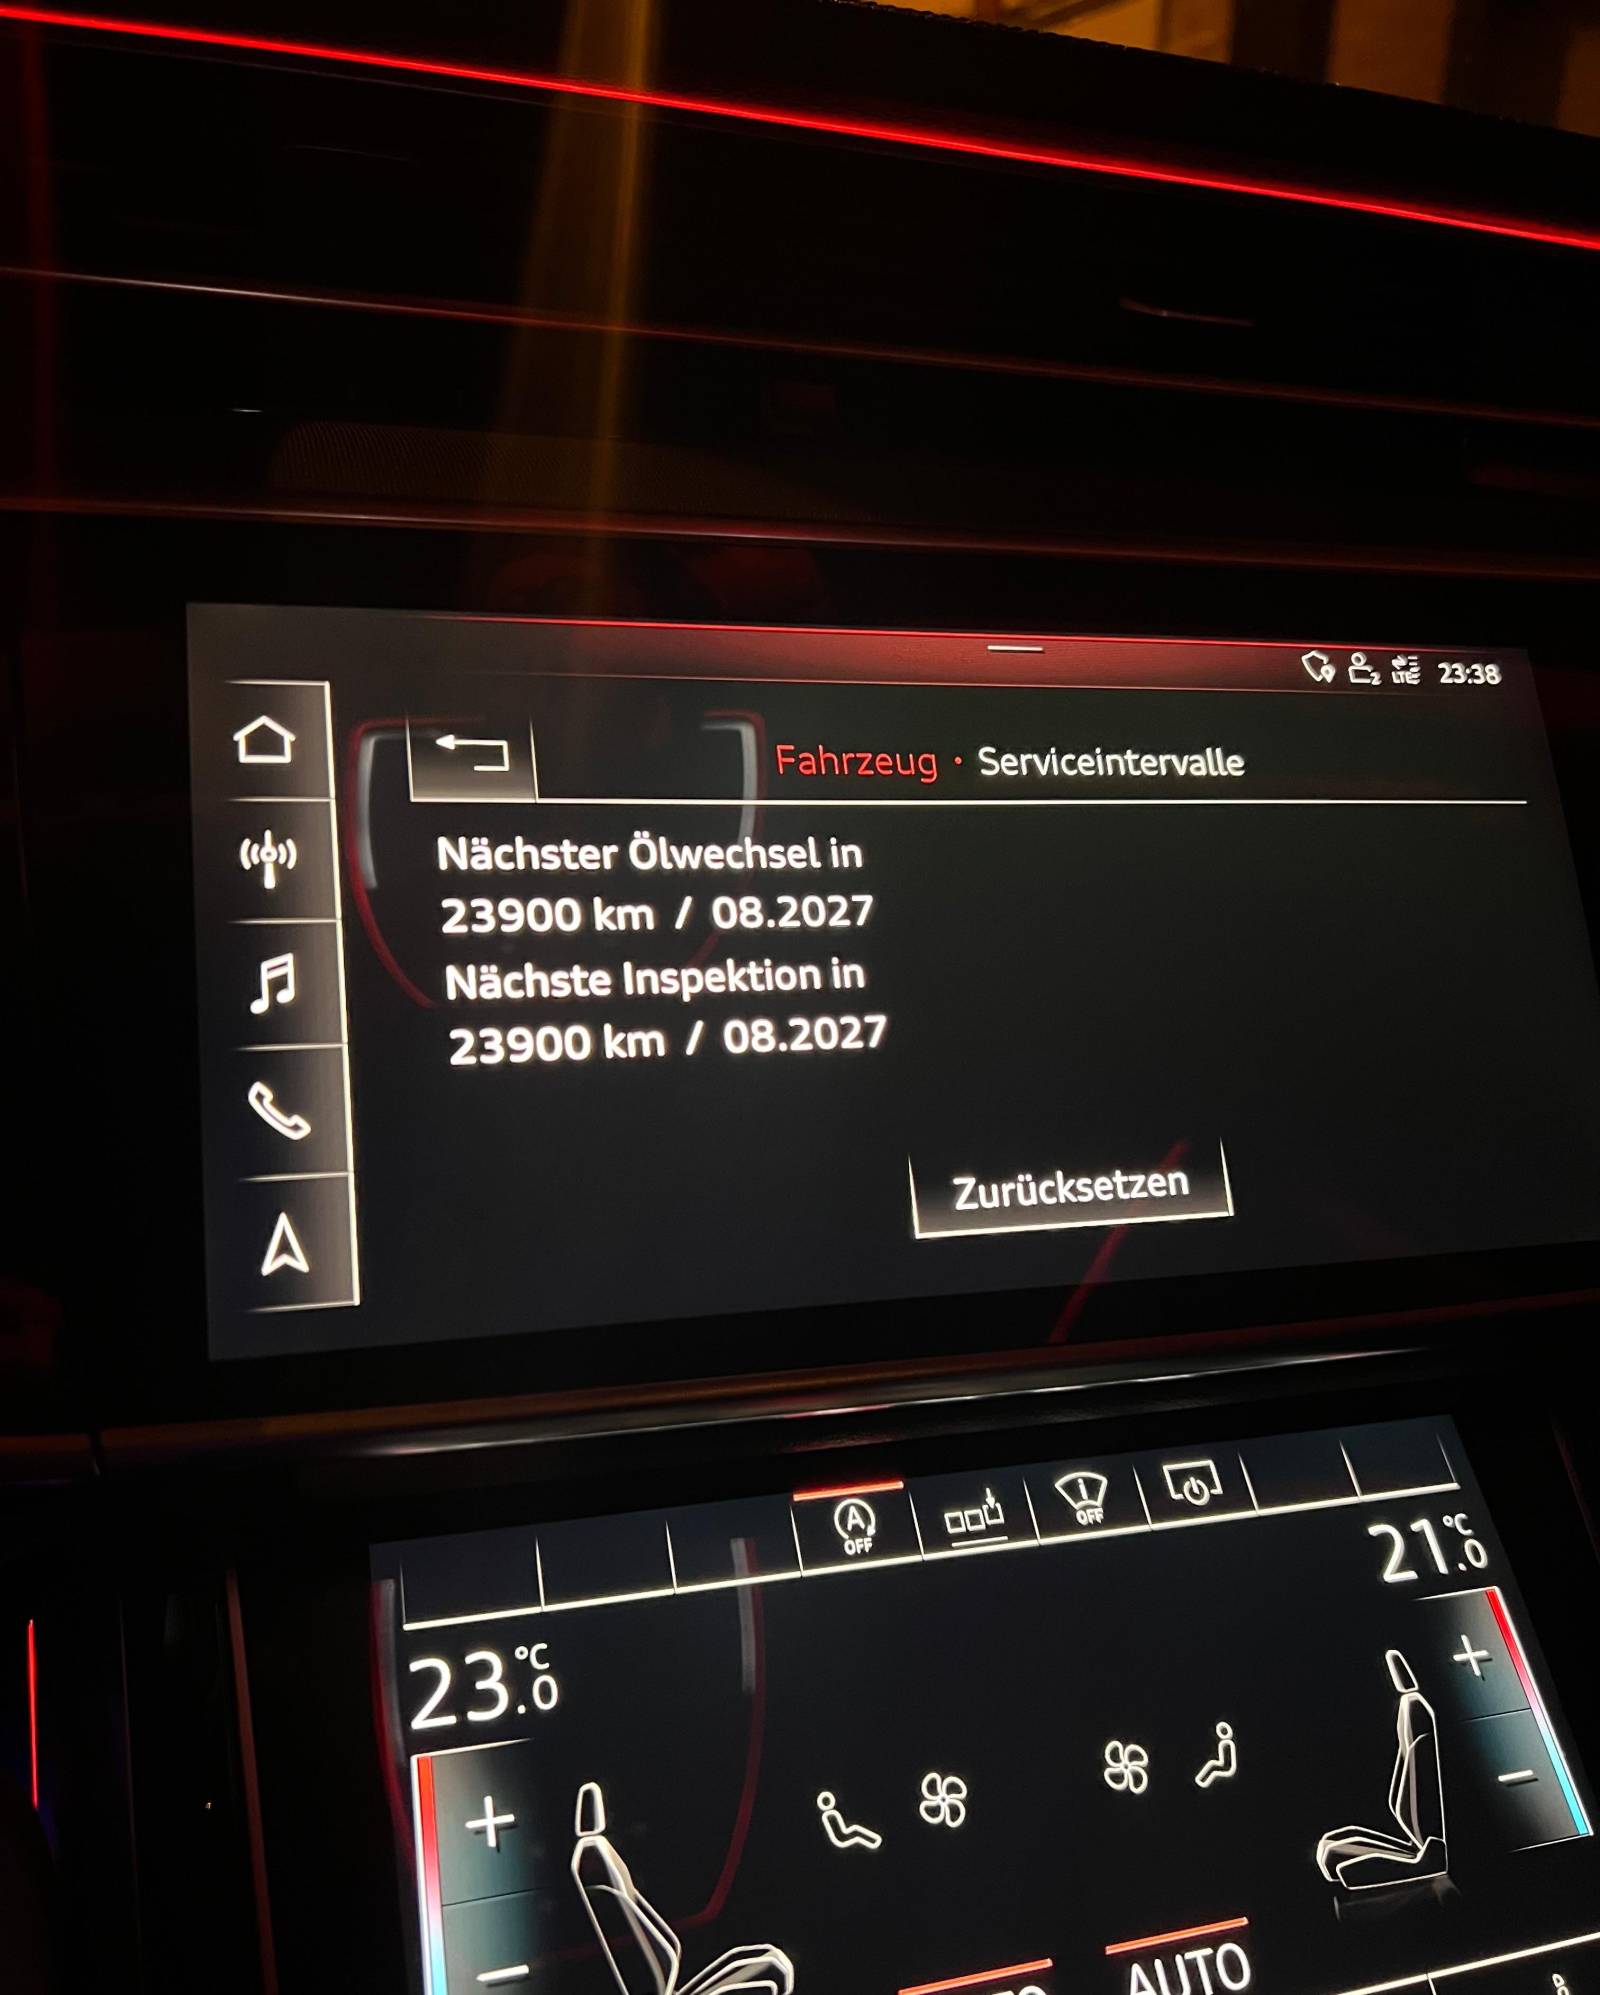 LTE 23:38
Fahrzeug • Serviceintervalle
Nächster Ölwechsel in
23900 km / 08.2027
Nächste Inspektion in
23900 km / 08.2027
Zurücksetzen
A
OFF
OFF
21.0 °C
23.0 °C
+
+
−
−
AUTO